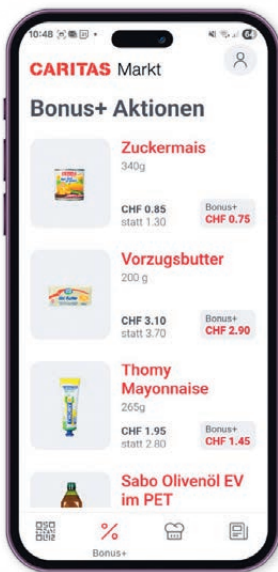 10:48
64
CARITAS Markt
Bonus+ Aktionen
Zuckermais
340g
CHF 0.85
statt 1.30
Bonus+
CHF 0.75
Vorzugsbutter
200 g
CHF 3.10
statt 3.70
Bonus+
CHF 2.90
Thomy
Mayonnaise
265g
CHF 1.95
statt 2.80
Bonus+
CHF 1.45
Sabo Olivenöl EV
im PET
%
Bonus+